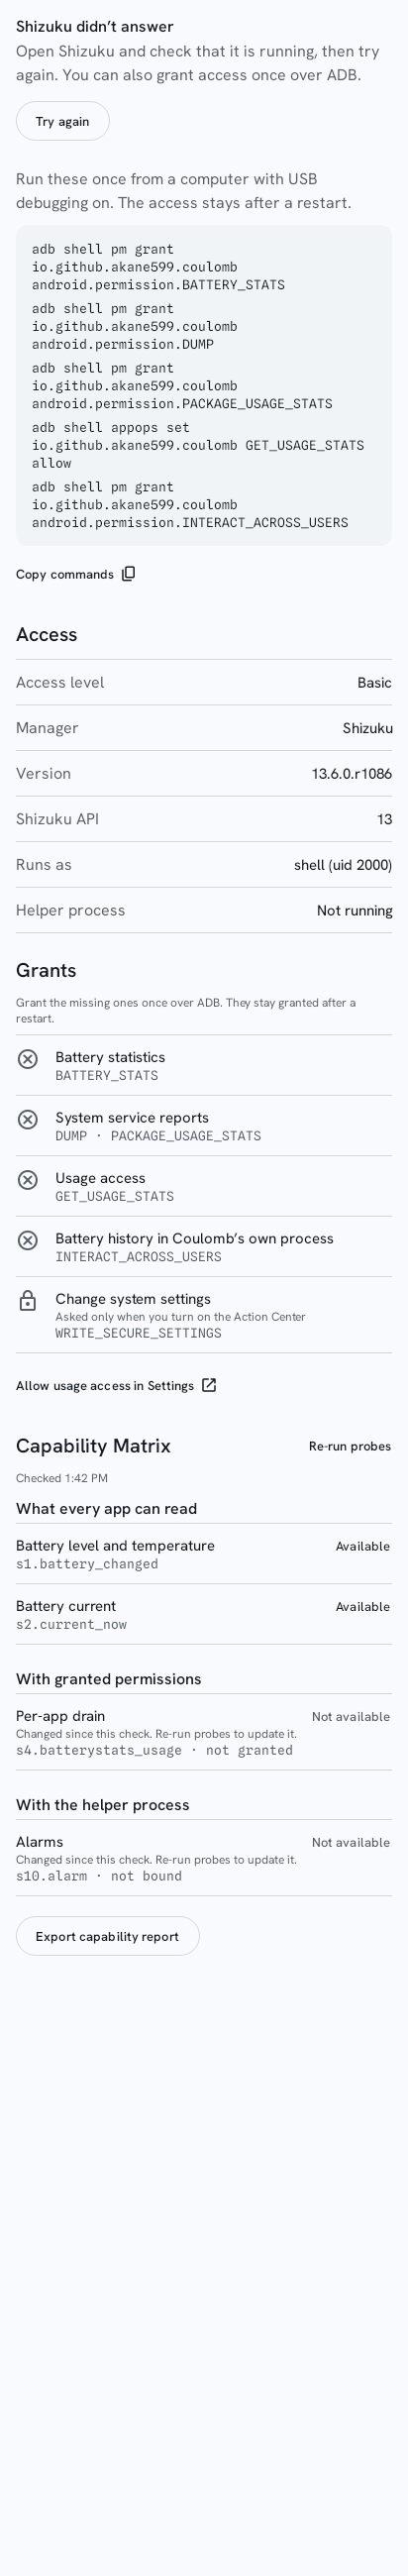 Shizuku didn’t answer
Open Shizuku and check that it is running, then try
again. You can also grant access once over ADB.
Try again
Run these once from a computer with USB
debugging on. The access stays after a restart.
adb shell pm grant
io.github.akane599.coulomb
android.permission.BATTERY_STATS
adb shell pm grant
io.github.akane599.coulomb
android.permission.DUMP
adb shell pm grant
io.github.akane599.coulomb
android.permission.PACKAGE_USAGE_STATS
adb shell appops set
io.github.akane599.coulomb GET_USAGE_STATS
allow
adb shell pm grant
io.github.akane599.coulomb
android.permission.INTERACT_ACROSS_USERS
Copy commands
Access
Access level Basic
Manager Shizuku
Version 13.6.0.r1086
Shizuku API 13
Runs as shell (uid 2000)
Helper process Not running
Grants
Grant the missing ones once over ADB. They stay granted after a
restart.
Battery statistics
BATTERY_STATS
System service reports
DUMP · PACKAGE_USAGE_STATS
Usage access
GET_USAGE_STATS
Battery history in Coulomb’s own process
INTERACT_ACROSS_USERS
Change system settings
Asked only when you turn on the Action Center
WRITE_SECURE_SETTINGS
Allow usage access in Settings
Capability Matrix Re-run probes
Checked 1:42 PM
What every app can read
Battery level and temperature Available
s1.battery_changed
Battery current Available
s2.current_now
With granted permissions
Per-app drain Not available
Changed since this check. Re-run probes to update it.
s4.batterystats_usage · not granted
With the helper process
Alarms Not available
Changed since this check. Re-run probes to update it.
s10.alarm · not bound
Export capability report